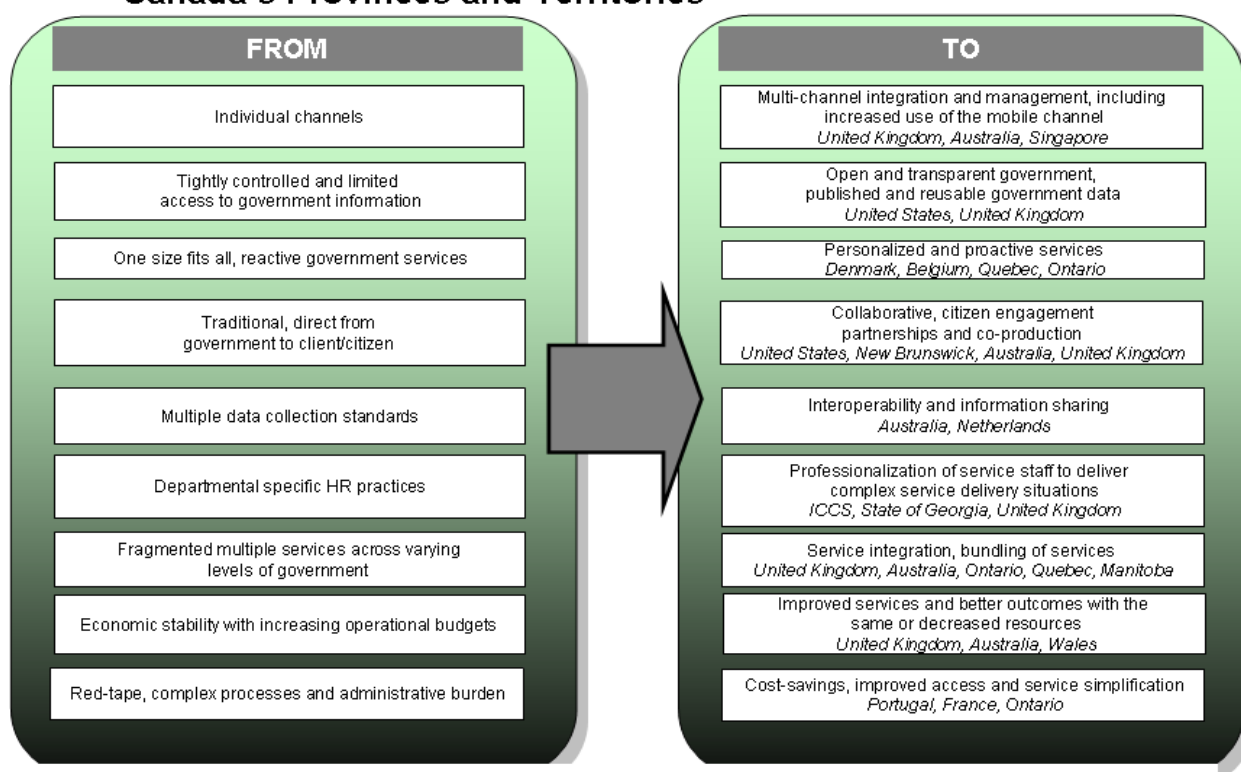 Canada's Provinces and Territories
FROM
Individual channels
Tightly controlled and limited
access to government information
One size fits all, reactive government services
Traditional, direct from
government to client/citizen
Multiple data collection standards
Departmental specific HR practices
Fragmented multiple services across varying
levels of government
Economic stability with increasing operational budgets
Red-tape, complex processes and administrative burden
TO
Multi-channel integration and management, including
increased use of the mobile channel
United Kingdom, Australia, Singapore
Open and transparent government,
published and reusable government data
United States, United Kingdom
Personalized and proactive services
Denmark, Belgium, Quebec, Ontario
Collaborative, citizen engagement
partnerships and co-production
United States, New Brunswick, Australia, United Kingdom
Interoperability and information sharing
Australia, Netherlands
Professionalization of service staff to deliver
complex service delivery situations
ICCS, State of Georgia, United Kingdom
Service integration, bundling of services
United Kingdom, Australia, Ontario, Quebec, Manitoba
Improved services and better outcomes with the
same or decreased resources
United Kingdom, Australia, Wales
Cost-savings, improved access and service simplification
Portugal, France, Ontario